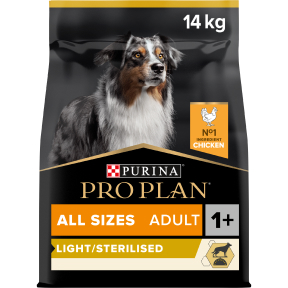 14 kg
Nº1
INGREDIENT
CHICKEN
PURINA
PRO PLAN
ALL SIZES ADULT 1+
LIGHT/STERILISED